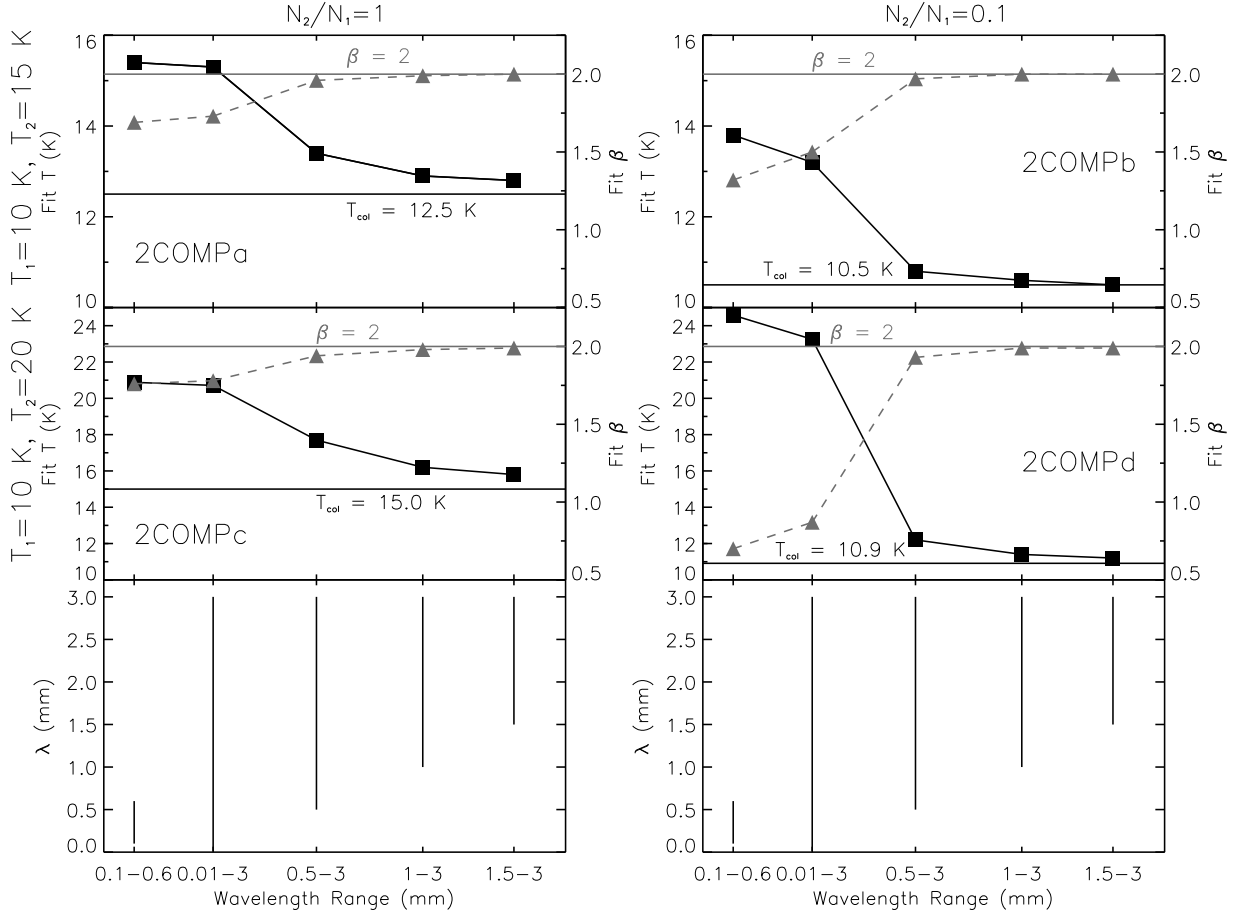 N₂/N₁=1
N₂/N₁=0.1
T₁=10 K, T₂=15 K
Fit T (K)
16
14
12
10
β = 2
T_col = 12.5 K
2COMPa
2.0
1.5
1.0
0.5
Fit β
Fit T (K)
16
14
12
10
β = 2
2COMPb
T_col = 10.5 K
2.0
1.5
1.0
0.5
Fit β
T₁=10 K, T₂=20 K
Fit T (K)
24
22
20
18
16
14
12
10
β = 2
T_col = 15.0 K
2COMPc
2.0
1.5
1.0
0.5
Fit β
Fit T (K)
24
22
20
18
16
14
12
10
β = 2
2COMPd
T_col = 10.9 K
2.0
1.5
1.0
0.5
Fit β
λ (mm)
3.0
2.5
2.0
1.5
1.0
0.5
0.0
0.1−0.6 0.01−3 0.5−3 1−3 1.5−3
Wavelength Range (mm)
λ (mm)
3.0
2.5
2.0
1.5
1.0
0.5
0.0
0.1−0.6 0.01−3 0.5−3 1−3 1.5−3
Wavelength Range (mm)